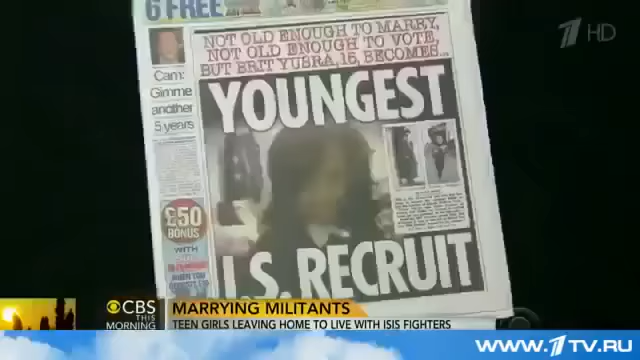 6 FREE
1 HD
NOT OLD ENOUGH TO MARRY,
NOT OLD ENOUGH TO VOTE,
BUT BRIT YUSRA, 15, BECOMES...
Cam:
Gimme
another
5 years
YOUNGEST
£50
BONUS
WITH
I.S. RECRUIT
CBS
THIS
MORNING
MARRYING MILITANTS
TEEN GIRLS LEAVING HOME TO LIVE WITH ISIS FIGHTERS
WWW.1TV.RU